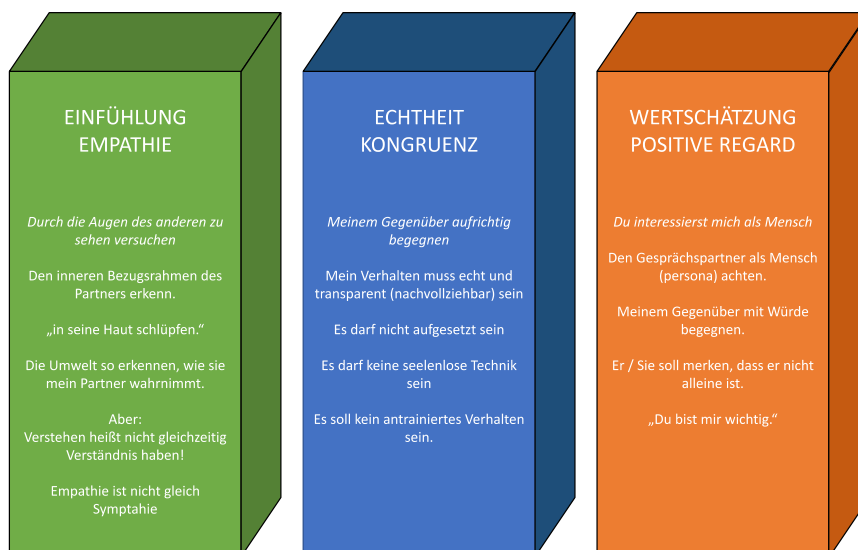 EINFÜHLUNG
EMPATHIE
Durch die Augen des anderen zu
sehen versuchen
Den inneren Bezugsrahmen des
Partners erkenn.
„in seine Haut schlüpfen.“
Die Umwelt so erkennen, wie sie
mein Partner wahrnimmt.
Aber:
Verstehen heißt nicht gleichzeitig
Verständnis haben!
Empathie ist nicht gleich
Symptahie
ECHTHEIT
KONGRUENZ
Meinem Gegenüber aufrichtig
begegnen
Mein Verhalten muss echt und
transparent (nachvollziehbar) sein
Es darf nicht aufgesetzt sein
Es darf keine seelenlose Technik
sein
Es soll kein antrainiertes Verhalten
sein.
WERTSCHÄTZUNG
POSITIVE REGARD
Du interessierst mich als Mensch
Den Gesprächspartner als Mensch
(persona) achten.
Meinem Gegenüber mit Würde
begegnen.
Er / Sie soll merken, dass er nicht
alleine ist.
„Du bist mir wichtig.“